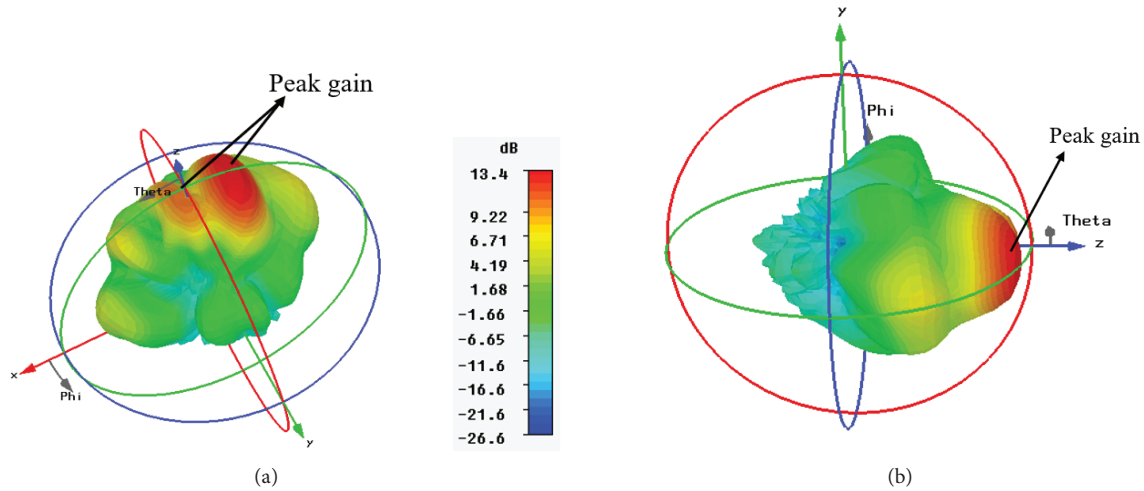 Peak gain
z
Theta
x
Phi
y
(a)
dB
13.4
9.22
6.71
4.19
1.68
-1.66
-6.65
-11.6
-16.6
-21.6
-26.6
y
Phi
Peak gain
Theta
z
(b)